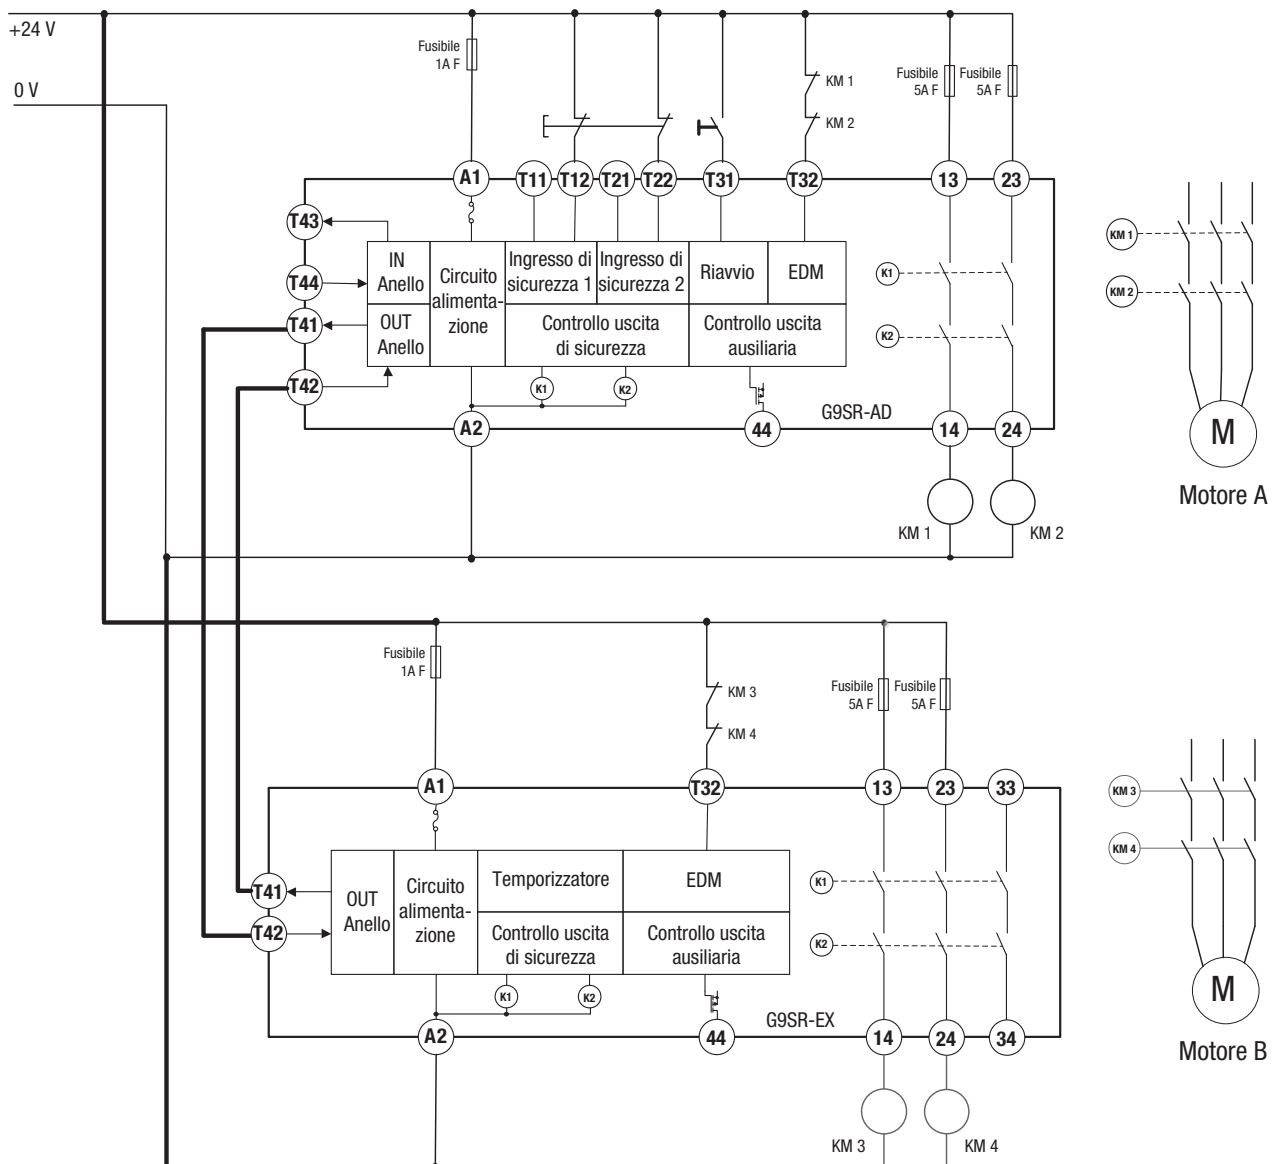 +24 V
0 V
Fusibile
1A F
KM 1
KM 2
Fusibile
5A F
Fusibile
5A F
A1
T11
T12
T21
T22
T31
T32
13
23
T43
T44
T41
T42
IN
Anello
OUT
Anello
Circuito
alimenta-
zione
Ingresso di
sicurezza 1
Ingresso di
sicurezza 2
Riavvio
EDM
Controllo uscita
di sicurezza
Controllo uscita
ausiliaria
K1
K2
K1
K2
G9SR-AD
A2
44
14
24
KM 1
KM 2
KM 1
KM 2
M
Motore A
Fusibile
1A F
KM 3
KM 4
Fusibile
5A F
Fusibile
5A F
A1
T32
13
23
33
T41
T42
OUT
Anello
Circuito
alimenta-
zione
Temporizzatore
EDM
Controllo uscita
di sicurezza
Controllo uscita
ausiliaria
K1
K2
K1
K2
G9SR-EX
A2
44
14
24
34
KM 3
KM 4
KM 3
KM 4
M
Motore B